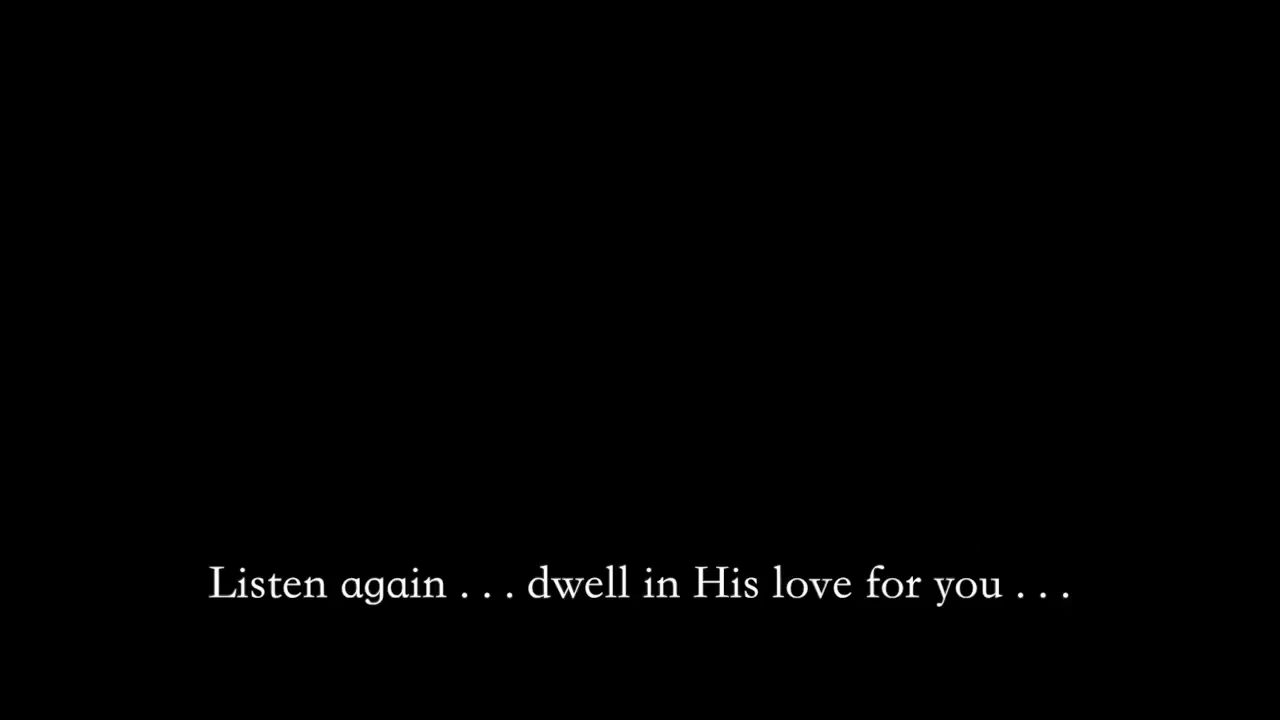 Listen again . . . dwell in His love for you . . .